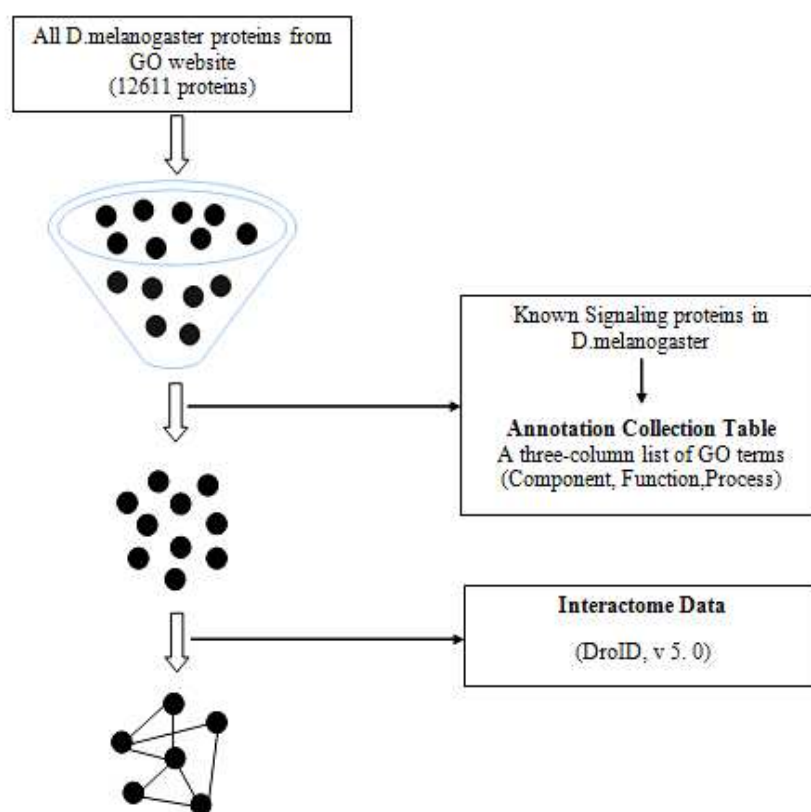 All D.melanogaster proteins from
GO website
(12611 proteins)
Known Signaling proteins in
D.melanogaster
Annotation Collection Table
A three-column list of GO terms
(Component, Function,Process)
Interactome Data
(DroID, v 5. 0)